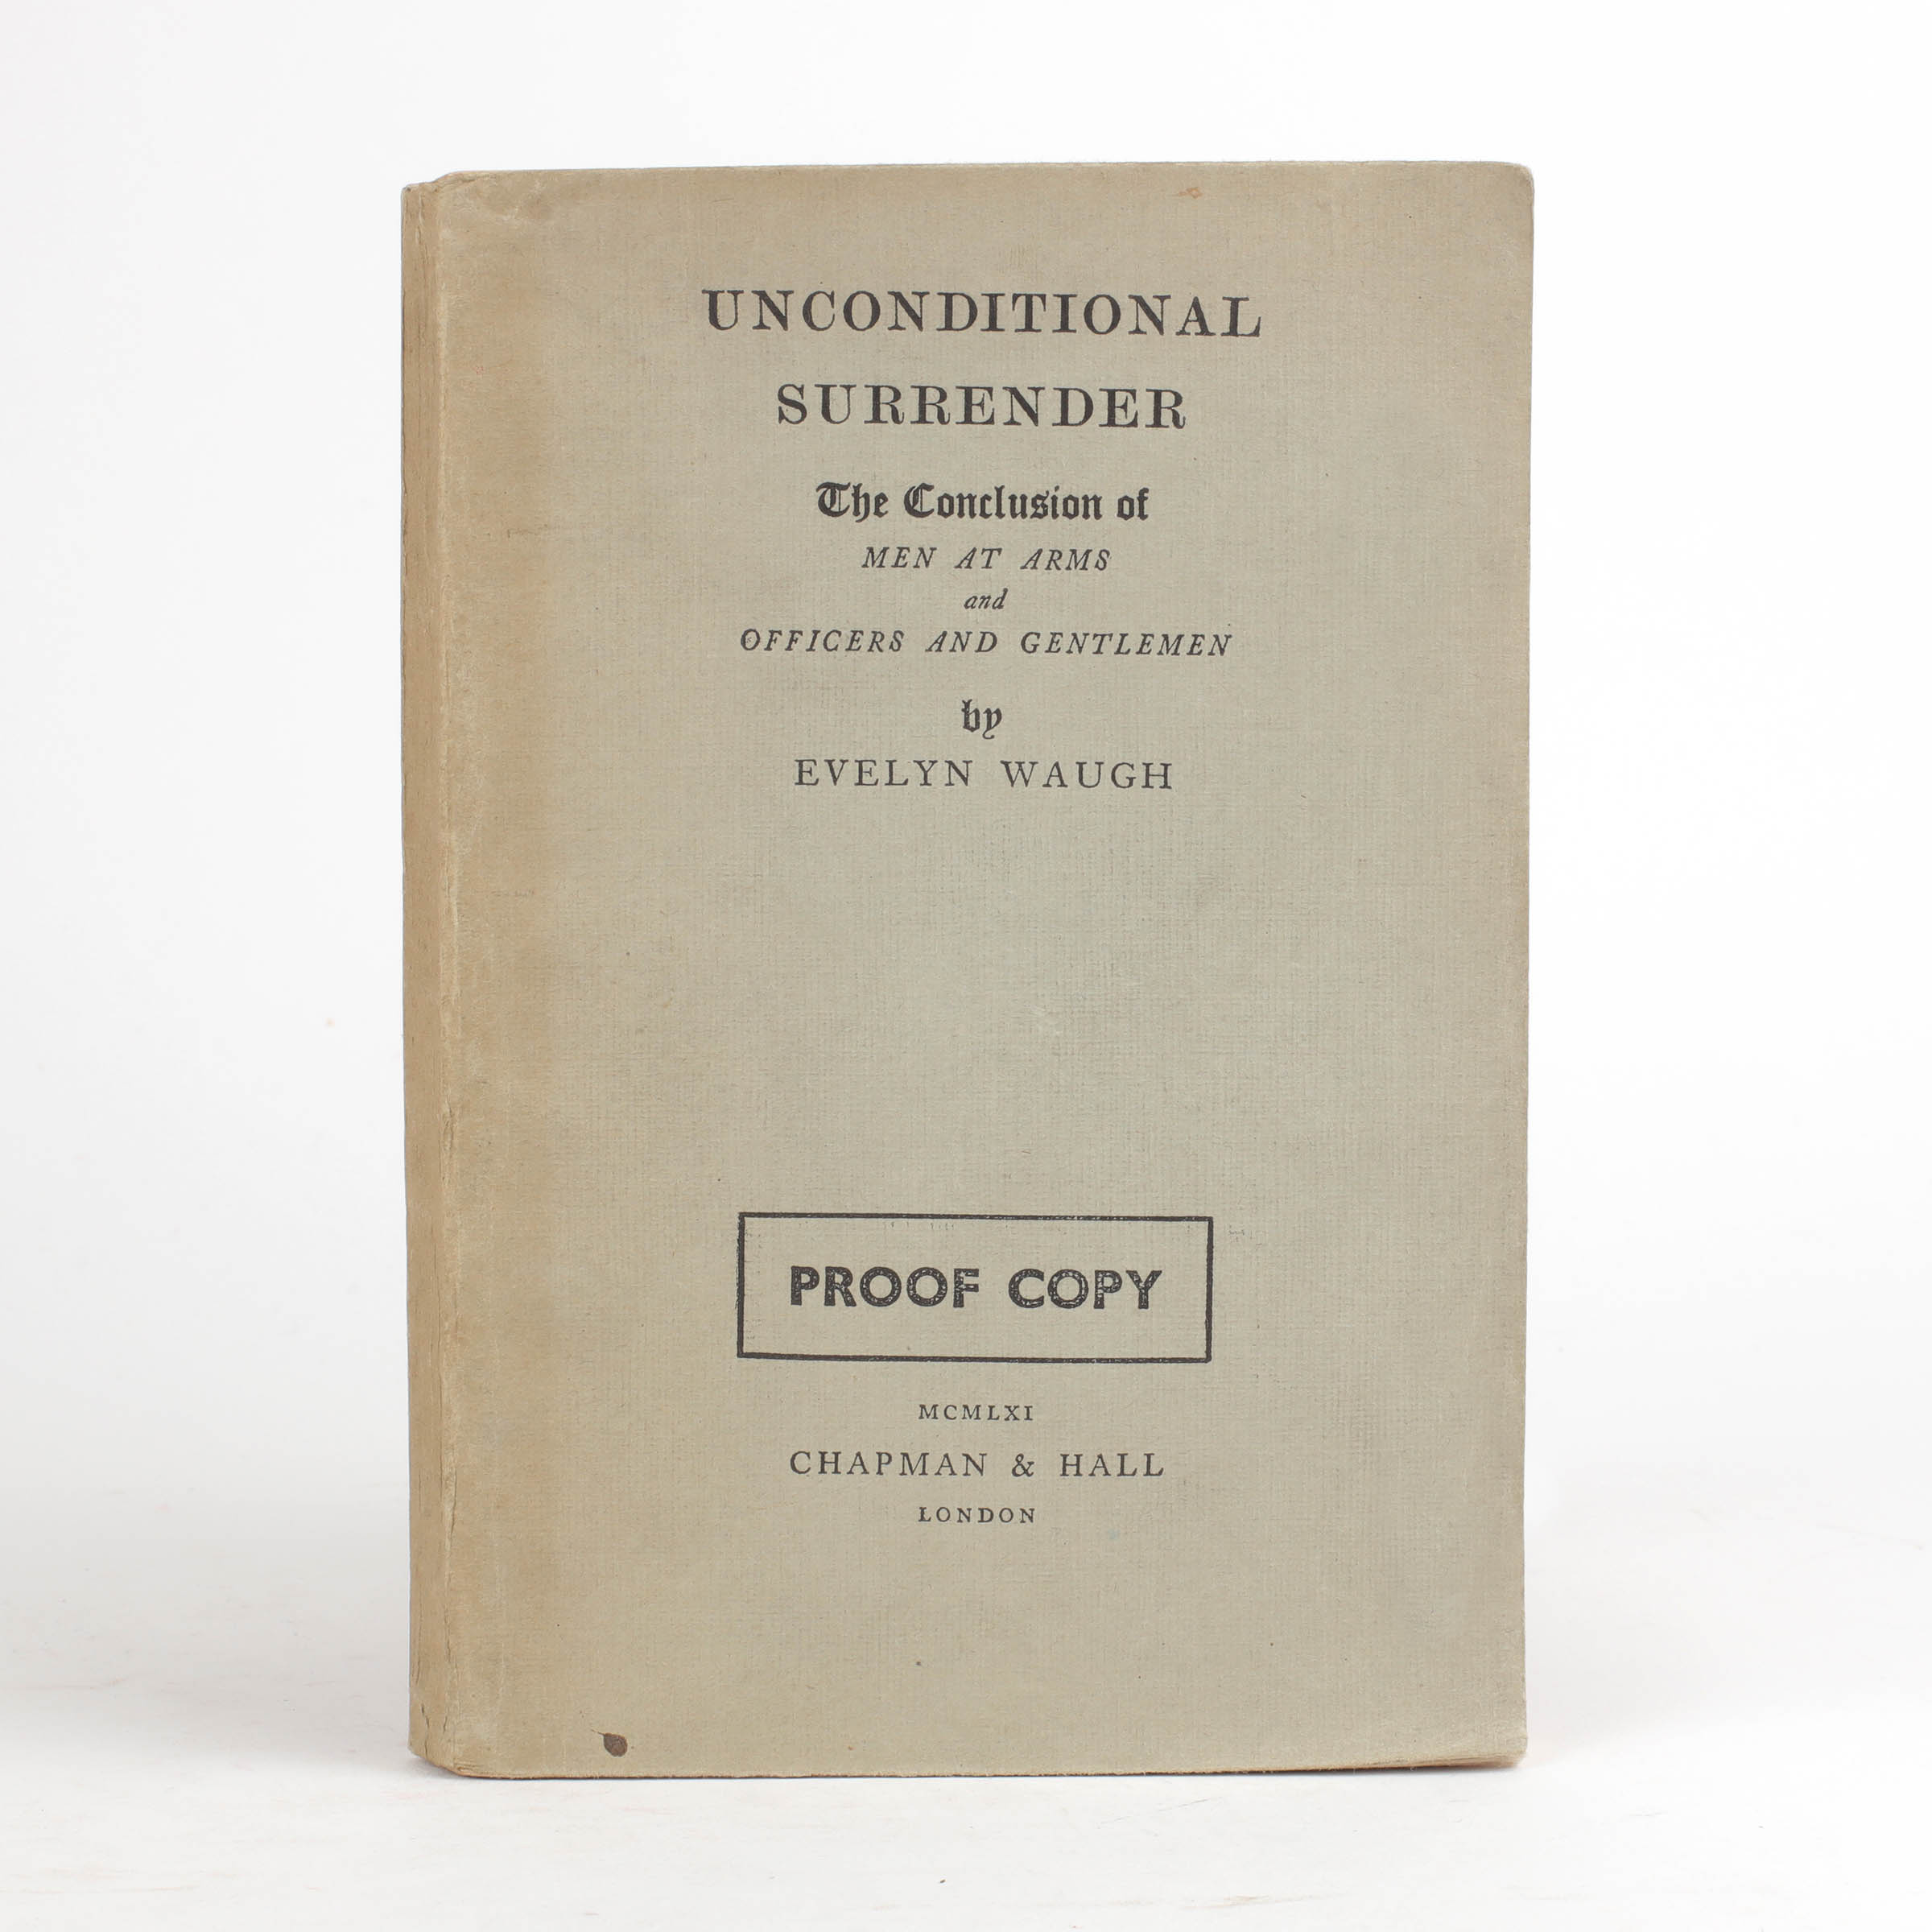 UNCONDITIONAL
SURRENDER
The Conclusion of
MEN AT ARMS
and
OFFICERS AND GENTLEMEN
by
EVELYN WAUGH
PROOF COPY
MCMLXI
CHAPMAN & HALL
LONDON